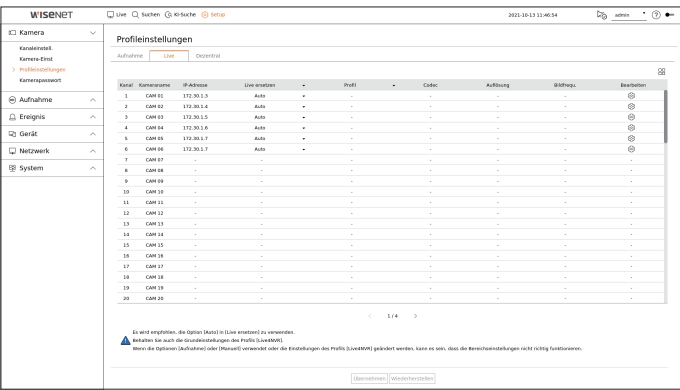 WISENET
Live Suchen KI-Suche Setup 2021-10-13 11:46:54 admin ?
Kamera
Kanaleinstell.
Kamera-Einst
Profileinstellungen
Kamerapasswort
Aufnahme
Ereignis
Gerät
Netzwerk
System
Profileinstellungen
Aufnahme Live Dezentral
Kanal Kameraname IP-Adresse Live ersetzen Profil Codec Auflösung Bildfrequ. Bearbeiten
1 CAM 01 172.30.1.3 Auto - - - -
2 CAM 02 172.30.1.4 Auto - - - -
3 CAM 03 172.30.1.5 Auto - - - -
4 CAM 04 172.30.1.6 Auto - - - -
5 CAM 05 172.30.1.7 Auto - - - -
6 CAM 06 172.30.1.7 Auto - - - -
7 CAM 07 - - - - - - -
8 CAM 08 - - - - - - -
9 CAM 09 - - - - - - -
10 CAM 10 - - - - - - -
11 CAM 11 - - - - - - -
12 CAM 12 - - - - - - -
13 CAM 13 - - - - - - -
14 CAM 14 - - - - - - -
15 CAM 15 - - - - - - -
16 CAM 16 - - - - - - -
17 CAM 17 - - - - - - -
18 CAM 18 - - - - - - -
19 CAM 19 - - - - - - -
20 CAM 20 - - - - - - -
< 1 / 4 >
Es wird empfohlen, die Option [Auto] in [Live ersetzen] zu verwenden.
Behalten Sie auch die Grundeinstellungen des Profils [Live4NVR].
Wenn die Optionen [Aufnahme] oder [Manuell] verwendet oder die Einstellungen des Profils [Live4NVR] geändert werden, kann es sein, dass die Bereichseinstellungen nicht richtig funktionieren.
Übernehmen Wiederherstellen